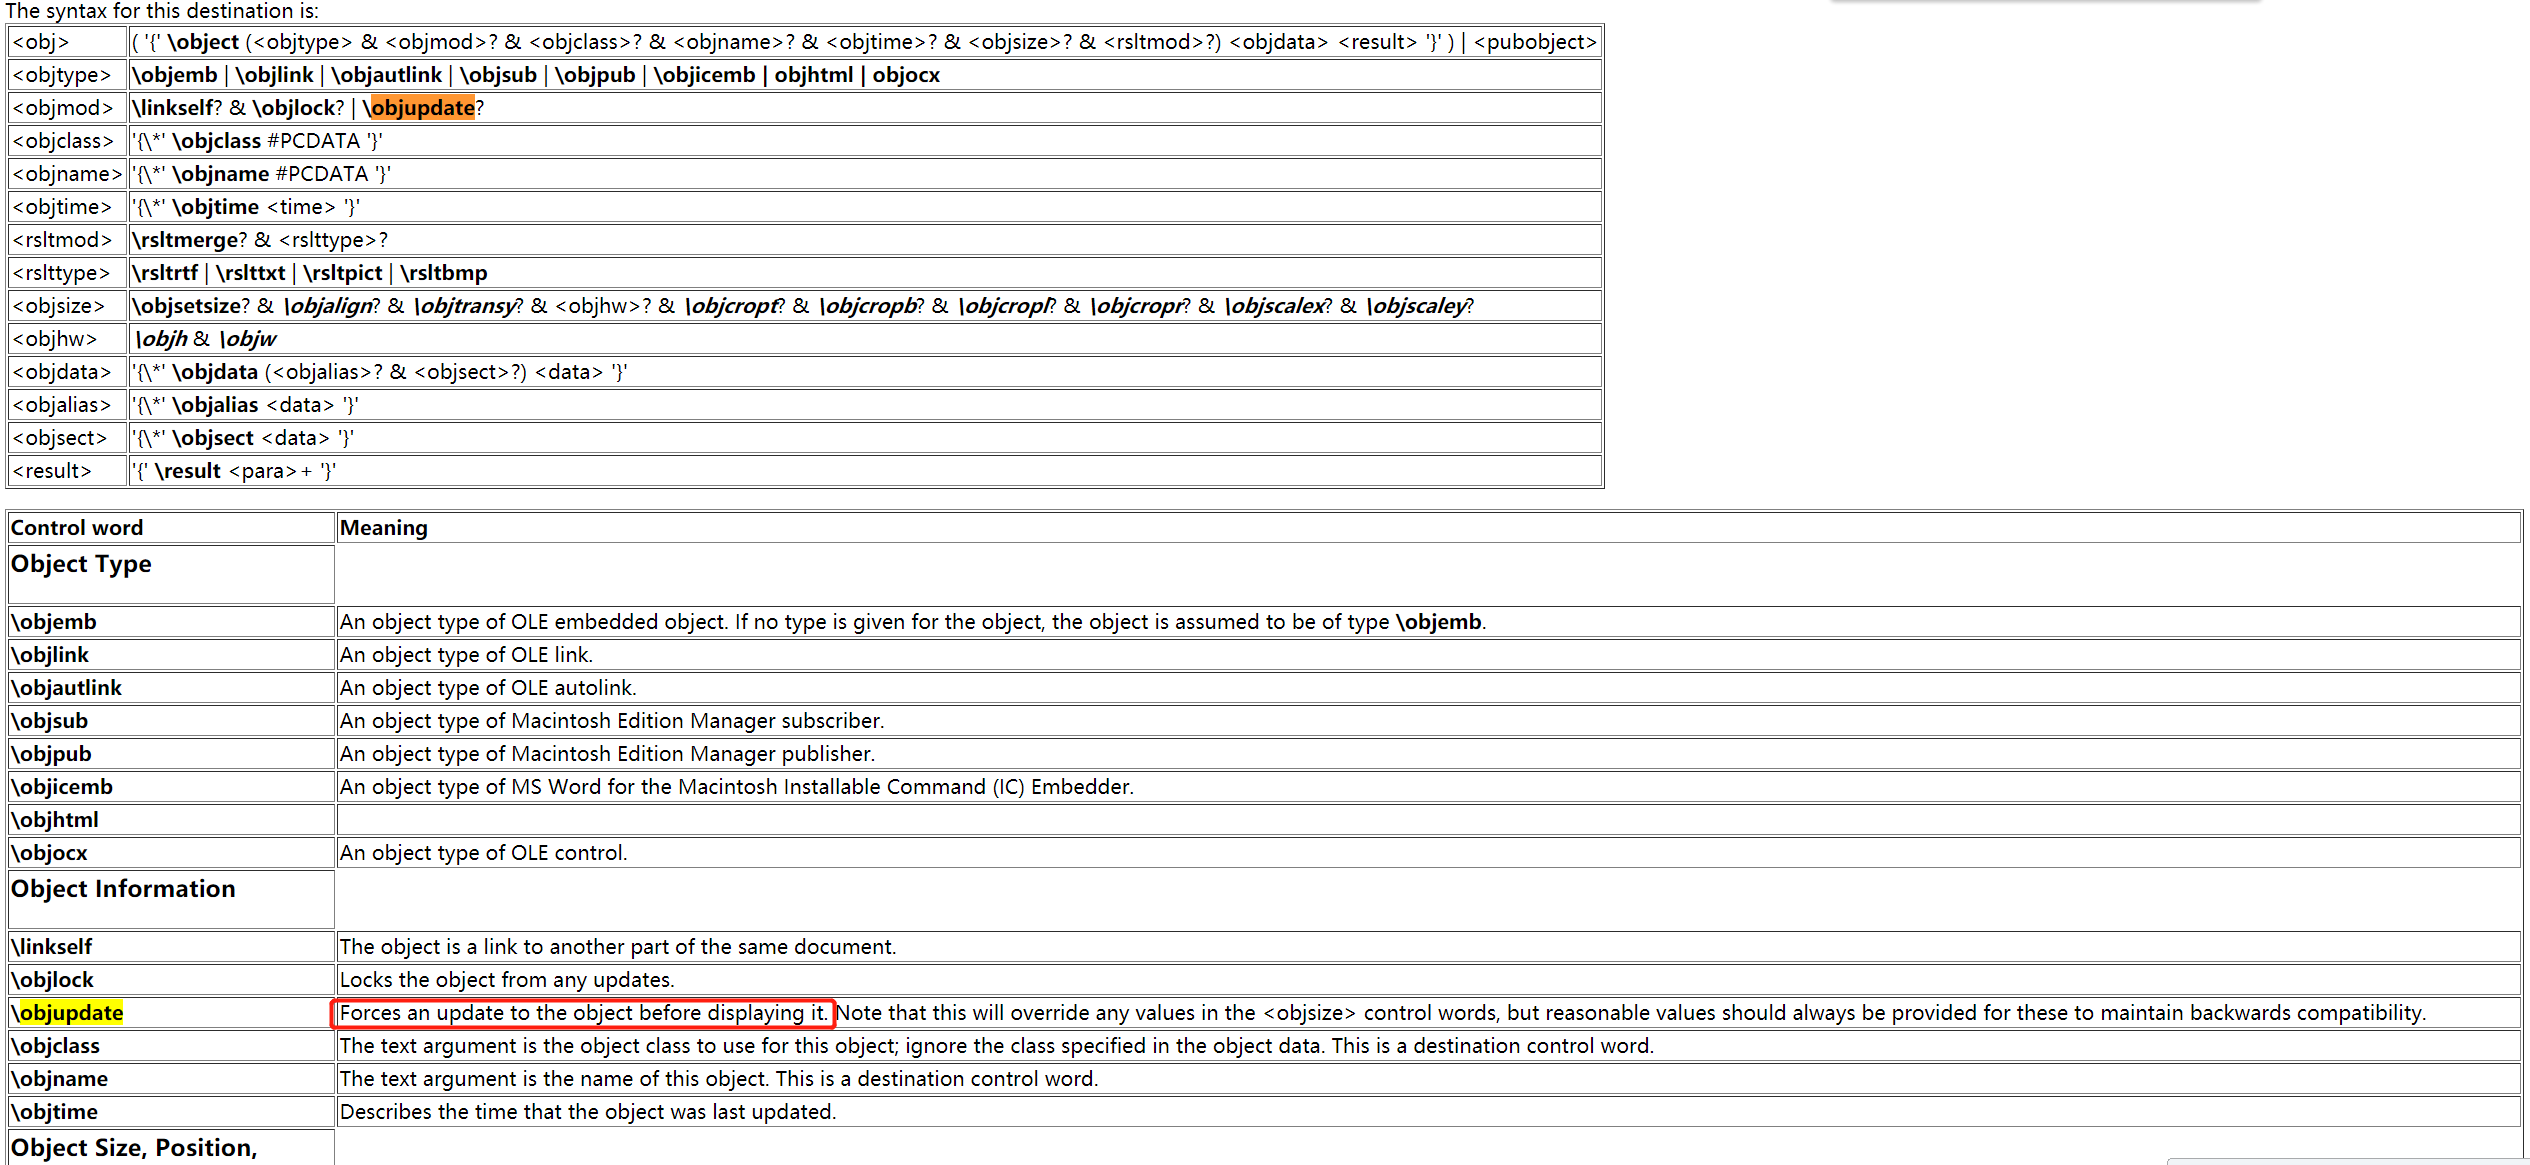 The syntax for this destination is:
<obj> ( '{' \object (<objtype> & <objmod>? & <objclass>? & <objname>? & <objtime>? & <objsize>? & <rsltmod>?) <objdata> <result> '}' ) | <pubobject>
<objtype> \objemb | \objlink | \objautlink | \objsub | \objpub | \objicemb | objhtml | objocx
<objmod> \linkself? & \objlock? | \objupdate?
<objclass> '{\*' \objclass #PCDATA '}'
<objname> '{\*' \objname #PCDATA '}'
<objtime> '{\*' \objtime <time> '}'
<rsltmod> \rsltmerge? & <rslttype>?
<rslttype> \rsltrtf | \rslttxt | \rsltpict | \rsltbmp
<objsize> \objsetsize? & \objalign? & \objtransy? & <objhw>? & \objcropt? & \objcropb? & \objcropl? & \objcropr? & \objscalex? & \objscaley?
<objhw> \objh & \objw
<objdata> '{\*' \objdata (<objalias>? & <objsect>?) <data> '}'
<objalias> '{\*' \objalias <data> '}'
<objsect> '{\*' \objsect <data> '}'
<result> '{' \result <para>+ '}'
Control word Meaning
Object Type
\objemb An object type of OLE embedded object. If no type is given for the object, the object is assumed to be of type \objemb.
\objlink An object type of OLE link.
\objautlink An object type of OLE autolink.
\objsub An object type of Macintosh Edition Manager subscriber.
\objpub An object type of Macintosh Edition Manager publisher.
\objicemb An object type of MS Word for the Macintosh Installable Command (IC) Embedder.
\objhtml
\objocx An object type of OLE control.
Object Information
\linkself The object is a link to another part of the same document.
\objlock Locks the object from any updates.
\objupdate Forces an update to the object before displaying it. Note that this will override any values in the <objsize> control words, but reasonable values should always be provided for these to maintain backwards compatibility.
\objclass The text argument is the object class to use for this object; ignore the class specified in the object data. This is a destination control word.
\objname The text argument is the name of this object. This is a destination control word.
\objtime Describes the time that the object was last updated.
Object Size, Position,